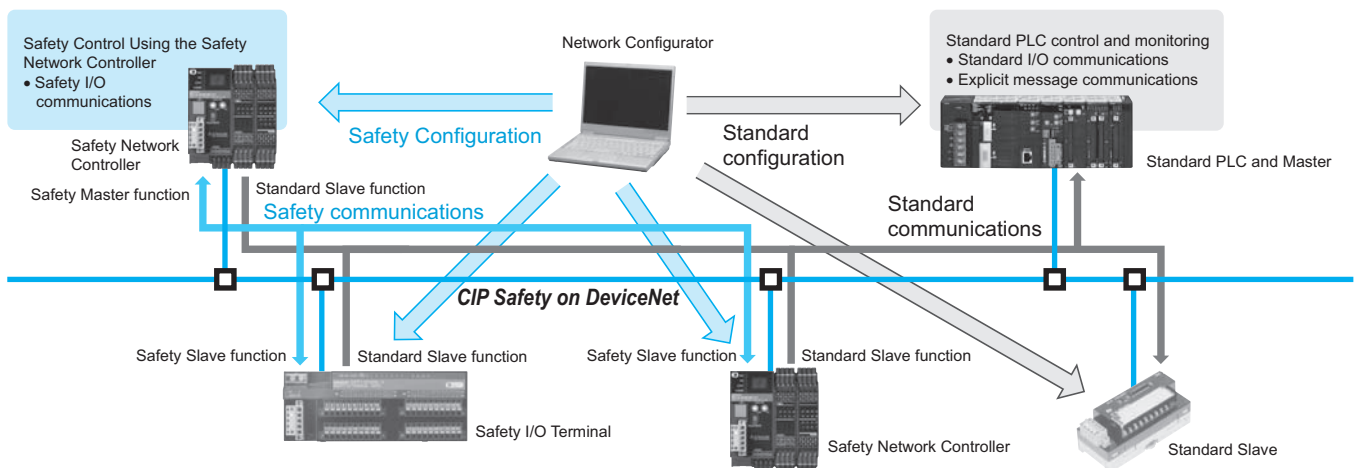 Safety Control Using the Safety
Network Controller
• Safety I/O
communications
Network Configurator
Standard PLC control and monitoring
• Standard I/O communications
• Explicit message communications
Safety Configuration
Standard
configuration
Safety Network
Controller
Standard PLC and Master
Safety Master function
Standard Slave function
Safety communications
Standard
communications
CIP Safety on DeviceNet
Safety Slave function
Standard Slave function
Safety Slave function
Standard Slave function
Safety I/O Terminal
Safety Network Controller
Standard Slave